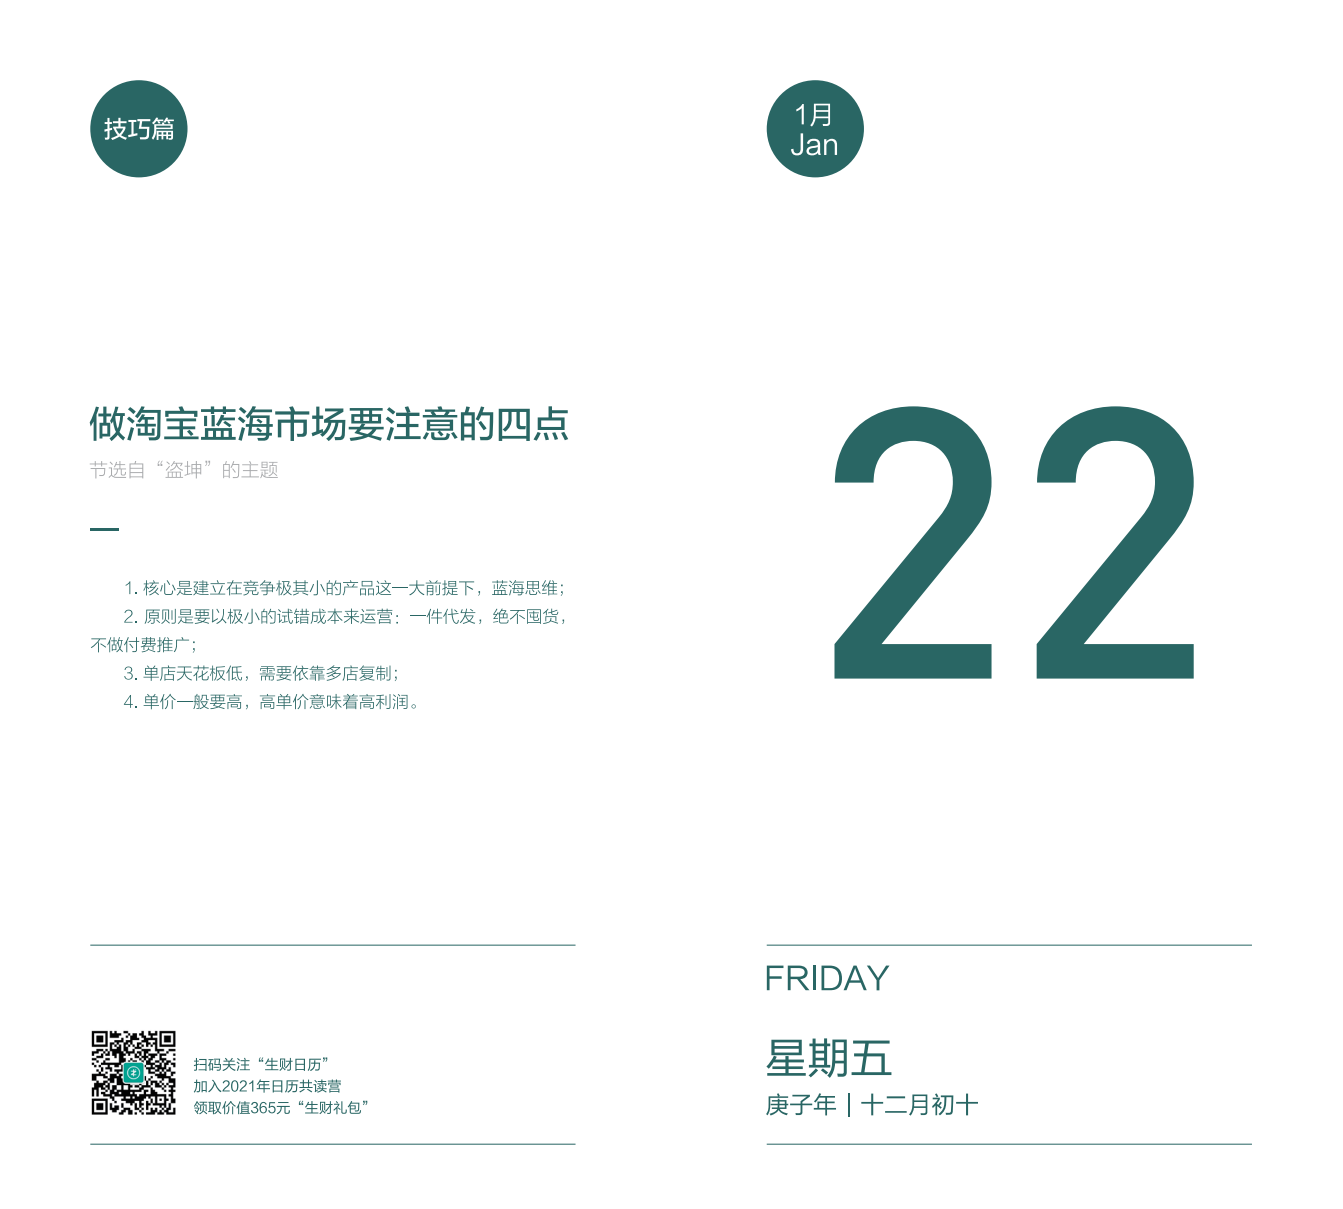 技巧篇
做淘宝蓝海市场要注意的四点
节选自“盗坤”的主题
1. 核心是建立在竞争极其小的产品这一大前提下，蓝海思维；
2. 原则是要以极小的试错成本来运营：一件代发，绝不囤货，
不做付费推广；
3. 单店天花板低，需要依靠多店复制；
4. 单价一般要高，高单价意味着高利润。
扫码关注“生财日历”
加入2021年日历共读营
领取价值365元“生财礼包”
1月
Jan
22
FRIDAY
星期五
庚子年｜十二月初十